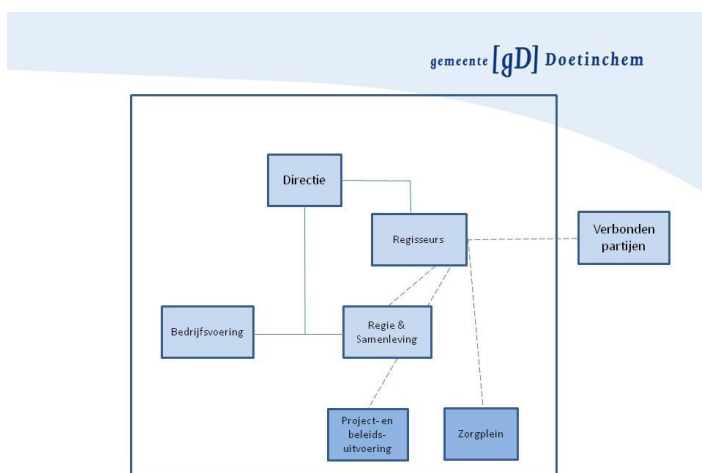 gemeente [gD] Doetinchem
Directie
Regisseurs
Verbonden
partijen
Bedrijfsvoering
Regie &
Samenleving
Project- en
beleids-
uitvoering
Zorgplein